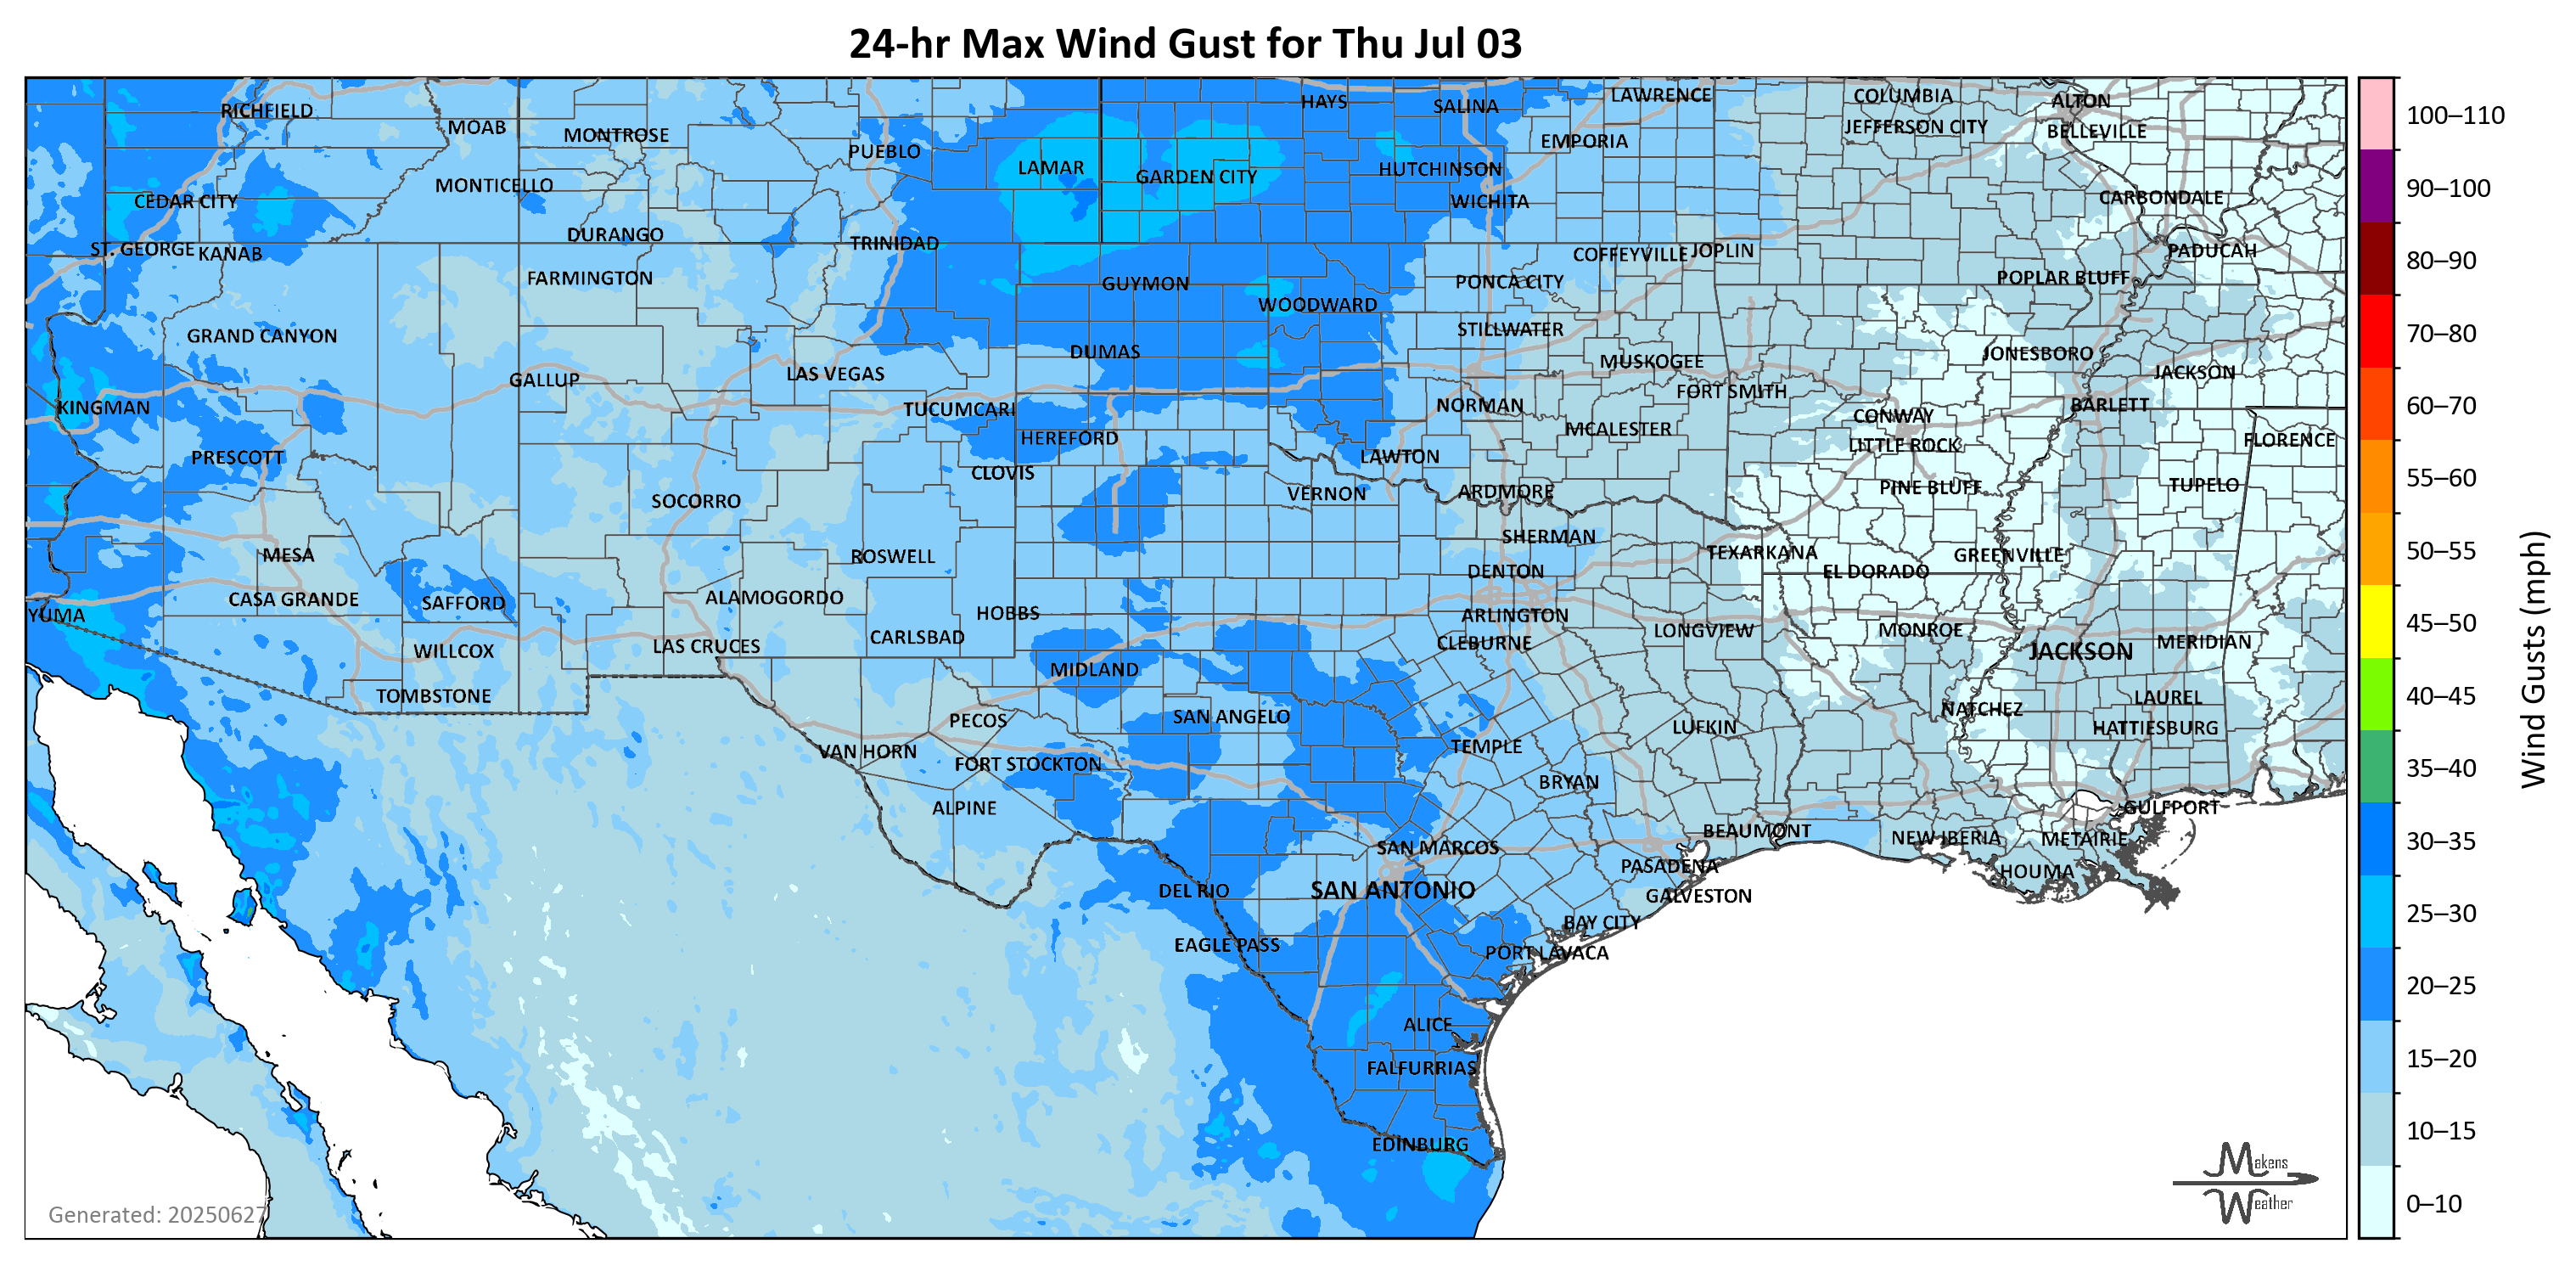 24-hr Max Wind Gust for Thu Jul 03
HAYS
SALINA
LAWRENCE
COLUMBIA
ALTON
RICHFIELD
MOAB
MONTROSE
PUEBLO
EMPORIA
JEFFERSON CITY
BELLEVILLE
LAMAR
GARDEN CITY
HUTCHINSON
MONTICELLO
CEDAR CITY
WICHITA
CARBONDALE
ST. GEORGE
KANAB
DURANGO
TRINIDAD
COFFEYVILLE
JOPLIN
PADUCAH
FARMINGTON
GUYMON
PONCA CITY
POPLAR BLUFF
WOODWARD
GRAND CANYON
STILLWATER
DUMAS
MUSKOGEE
JONESBORO
GALLUP
LAS VEGAS
FORT SMITH
JACKSON
KINGMAN
TUCUMCARI
NORMAN
CONWAY
BARLETT
HEREFORD
MCALESTER
LITTLE ROCK
FLORENCE
PRESCOTT
CLOVIS
LAWTON
SOCORRO
VERNON
ARDMORE
PINE BLUFF
TUPELO
MESA
ROSWELL
SHERMAN
TEXARKANA
GREENVILLE
DENTON
EL DORADO
CASA GRANDE
SAFFORD
ALAMOGORDO
HOBBS
ARLINGTON
YUMA
WILLCOX
LAS CRUCES
CARLSBAD
CLEBURNE
LONGVIEW
MONROE
JACKSON
MERIDIAN
TOMBSTONE
MIDLAND
PECOS
SAN ANGELO
LUFKIN
NATCHEZ
LAUREL
HATTIESBURG
VAN HORN
FORT STOCKTON
TEMPLE
BRYAN
ALPINE
GULFPORT
SAN MARCOS
BEAUMONT
NEW IBERIA
METAIRIE
PASADENA
HOUMA
DEL RIO
SAN ANTONIO
GALVESTON
BAY CITY
EAGLE PASS
PORT LAVACA
ALICE
FALFURRIAS
EDINBURG
Generated: 20250627
Makens
Weather
100–110
90–100
80–90
70–80
60–70
55–60
50–55
45–50
40–45
35–40
30–35
25–30
20–25
15–20
10–15
0–10
Wind Gusts (mph)